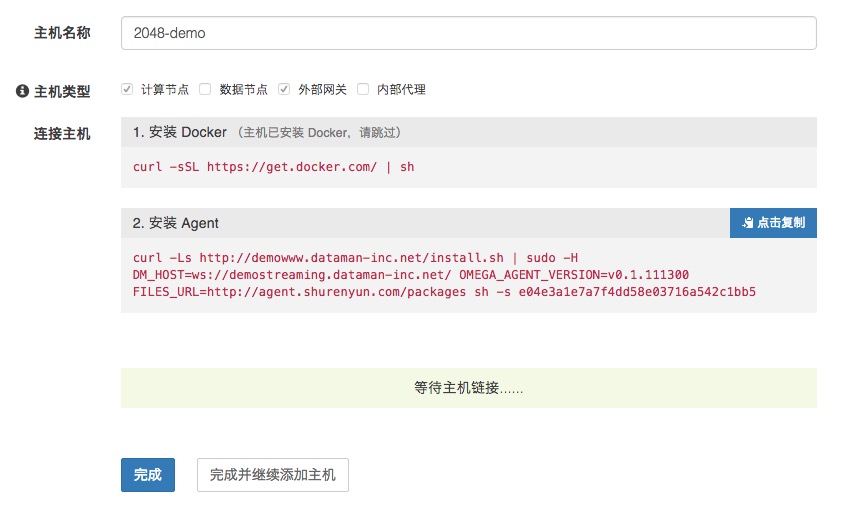 主机名称 2048-demo
主机类型 计算节点 数据节点 外部网关 内部代理
连接主机 1. 安装 Docker （主机已安装 Docker，请跳过）
curl -sSL https://get.docker.com/ | sh
2. 安装 Agent 点击复制
curl -Ls http://demowww.dataman-inc.net/install.sh | sudo -H
DM_HOST=ws://demostreaming.dataman-inc.net/ OMEGA_AGENT_VERSION=v0.1.111300
FILES_URL=http://agent.shurenyun.com/packages sh -s e04e3a1e7a7f4dd58e03716a542c1bb5
等待主机链接......
完成 完成并继续添加主机